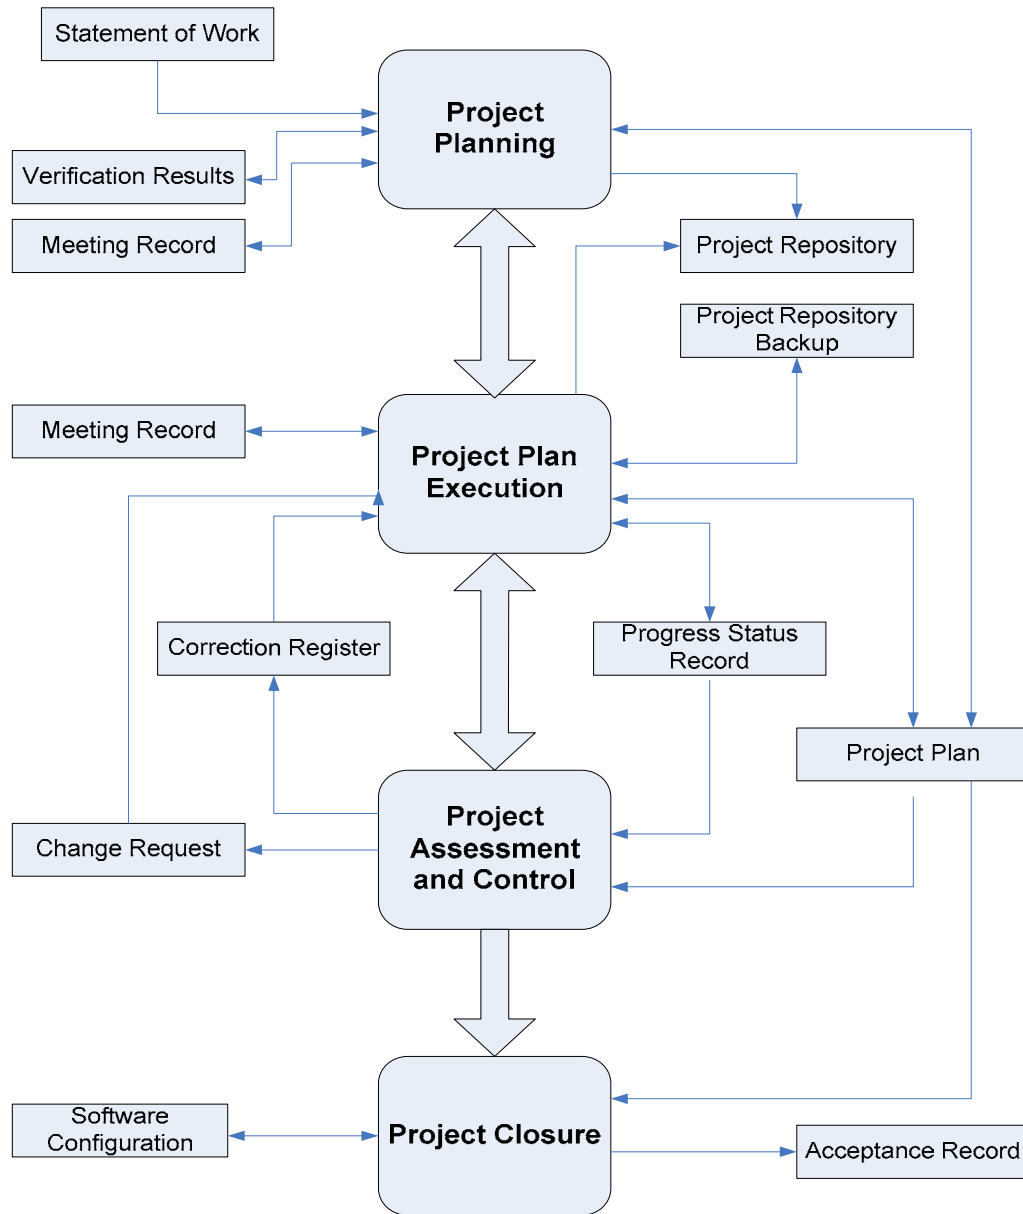 Statement of Work
Project
Planning
Verification Results
Meeting Record
Project Repository
Project Repository
Backup
Meeting Record
Project Plan
Execution
Correction Register
Progress Status
Record
Project Plan
Project
Assessment
and Control
Change Request
Software
Configuration
Project Closure
Acceptance Record